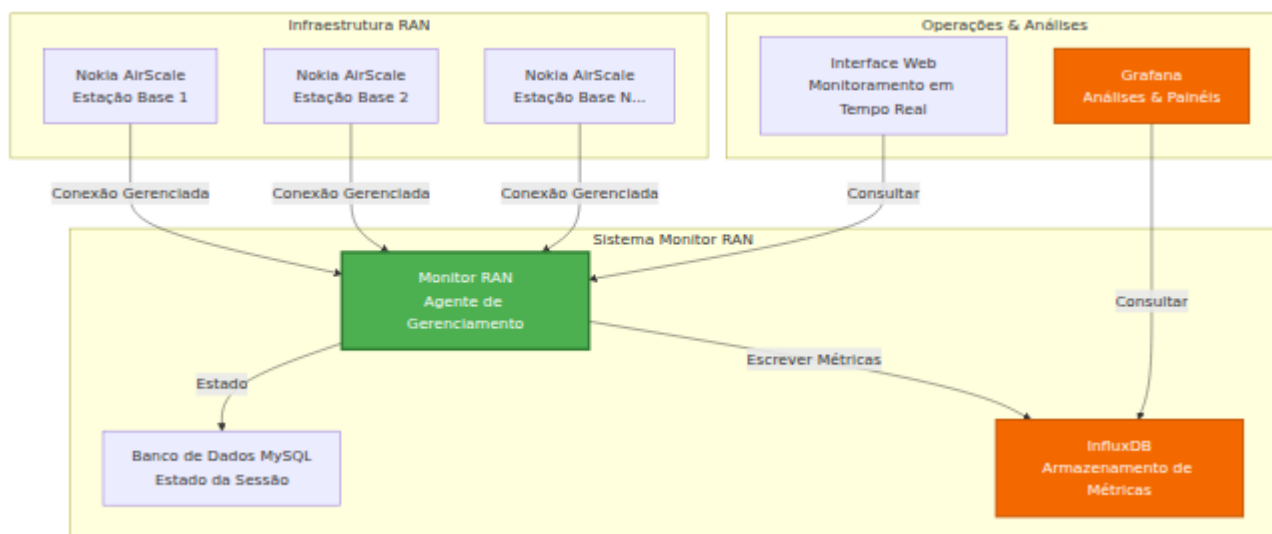 Infraestrutura RAN
Nokia AirScale
Estação Base 1
Nokia AirScale
Estação Base 2
Nokia AirScale
Estação Base N...
Operações & Análises
Interface Web
Monitoramento em
Tempo Real
Grafana
Análises & Painéis
Conexão Gerenciada
Conexão Gerenciada
Conexão Gerenciada
Consultar
Sistema Monitor RAN
Monitor RAN
Agente de
Gerenciamento
Consultar
Escrever Métricas
Estado
Banco de Dados MySQL
Estado da Sessão
InfluxDB
Armazenamento de
Métricas